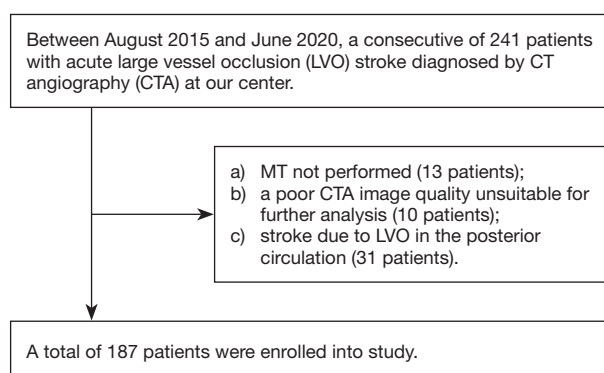 Between August 2015 and June 2020, a consecutive of 241 patients
with acute large vessel occlusion (LVO) stroke diagnosed by CT
angiography (CTA) at our center.
a) MT not performed (13 patients);
b) a poor CTA image quality unsuitable for
further analysis (10 patients);
c) stroke due to LVO in the posterior
circulation (31 patients).
A total of 187 patients were enrolled into study.